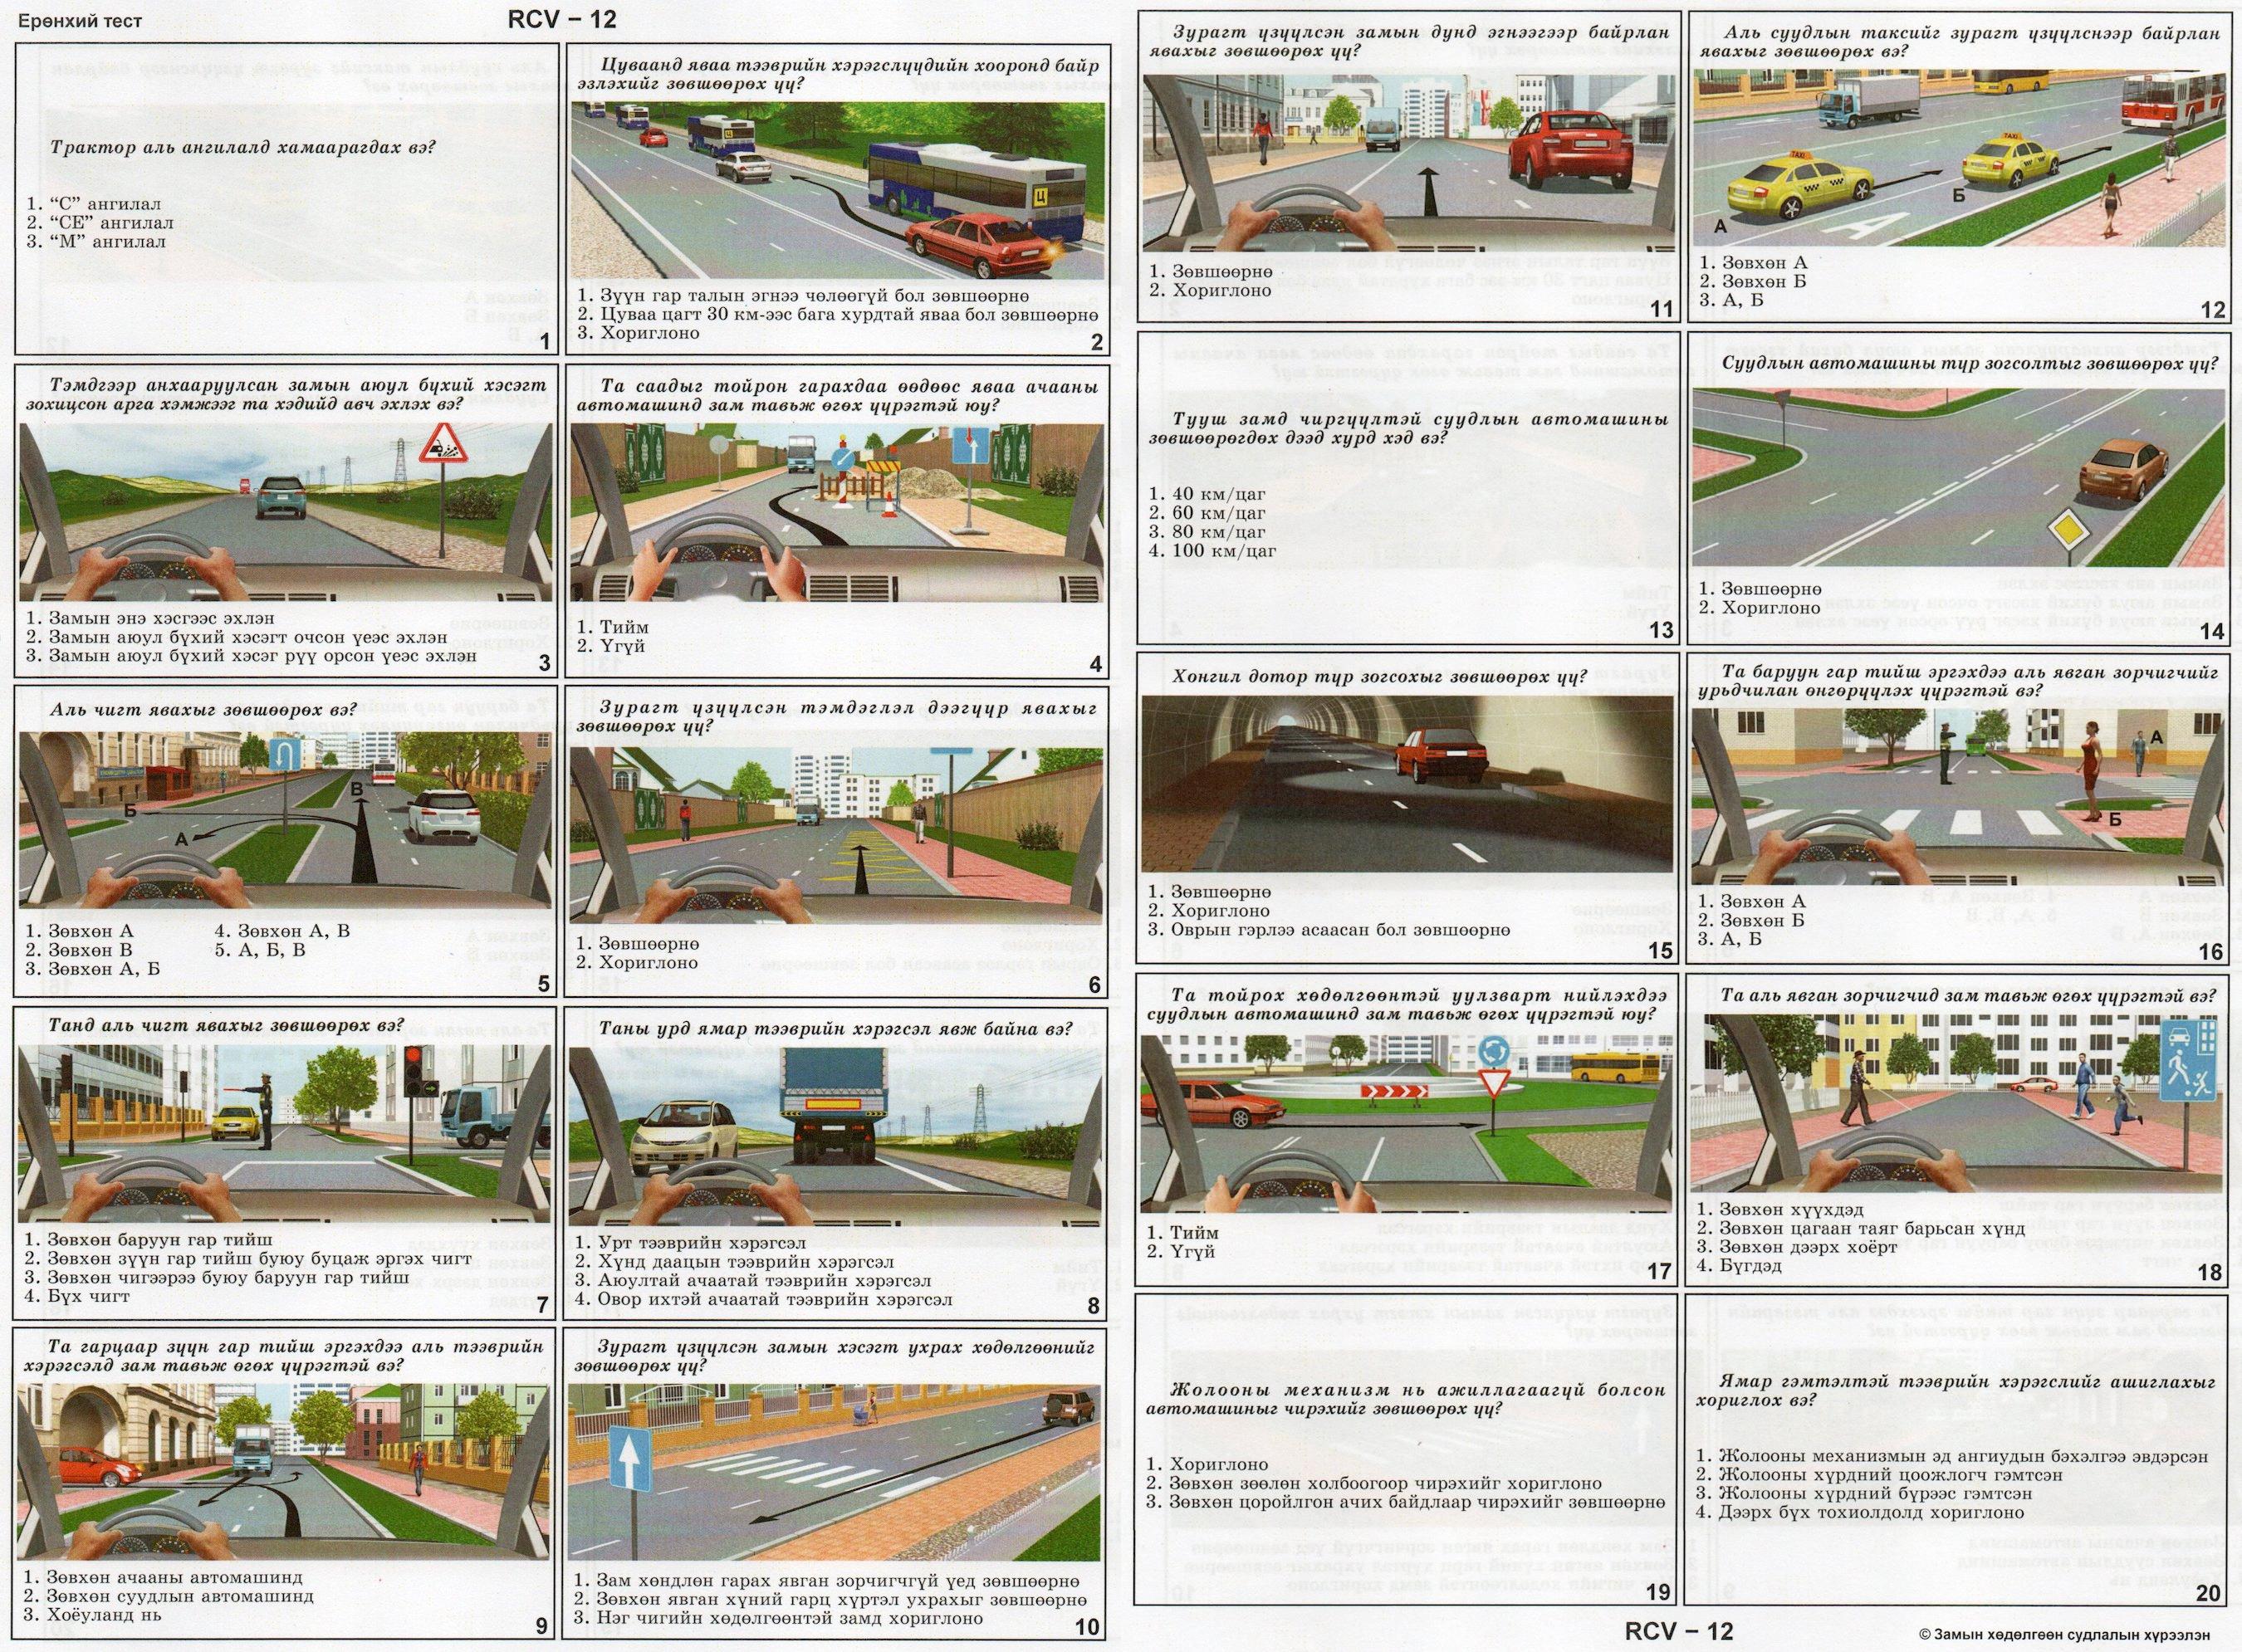 Ерөнхий тест
RCV – 12
Трактор аль ангилалд хамаарагдах вэ?
1. “C” ангилал
2. “CE” ангилал
3. “M” ангилал
1
Цуваанд яваа тээврийн хэрэгслүүдийн хооронд байр
эзлэхийг зөвшөөрөх үү?
Ц
Ц
1. Зүүн гар талын эгнээ чөлөөгүй бол зөвшөөрнө
2. Цуваа цагт 30 км-ээс бага хурдтай яваа бол зөвшөөрнө
3. Хориглоно
2
Тэмдгээр анхааруулсан замын аюул бүхий хэсэгт
зохицсон арга хэмжээг та хэдийд авч эхлэх вэ?
1. Замын энэ хэсгээс эхлэн
2. Замын аюул бүхий хэсэгт очсон үеэс эхлэн
3. Замын аюул бүхий хэсэг рүү орсон үеэс эхлэн
3
Та саадыг тойрон гарахдаа өөдөөс яваа ачааны
автомашинд зам тавьж өгөх үүрэгтэй юу?
1. Тийм
2. Үгүй
4
Аль чигт явахыг зөвшөөрөх вэ?
Б
А
В
1. Зөвхөн А
2. Зөвхөн В
3. Зөвхөн А, Б
4. Зөвхөн А, В
5. А, Б, В
5
Зурагт үзүүлсэн тэмдэглэл дээгүүр явахыг
зөвшөөрөх үү?
1. Зөвшөөрнө
2. Хориглоно
6
Танд аль чигт явахыг зөвшөөрөх вэ?
1. Зөвхөн баруун гар тийш
2. Зөвхөн зүүн гар тийш буюу буцаж эргэх чигт
3. Зөвхөн чигээрээ буюу баруун гар тийш
4. Бүх чигт
7
Таны урд ямар тээврийн хэрэгсэл явж байна вэ?
1. Урт тээврийн хэрэгсэл
2. Хүнд даацын тээврийн хэрэгсэл
3. Аюултай ачаатай тээврийн хэрэгсэл
4. Овор ихтэй ачаатай тээврийн хэрэгсэл
8
Та гарцаар зүүн гар тийш эргэхдээ аль тээврийн
хэрэгсэлд зам тавьж өгөх үүрэгтэй вэ?
1. Зөвхөн ачааны автомашинд
2. Зөвхөн суудлын автомашинд
3. Хоёуланд нь
9
Зурагт үзүүлсэн замын хэсэгт ухрах хөдөлгөөнийг
зөвшөөрөх үү?
1. Зам хөндлөн гарах явган зорчигчгүй үед зөвшөөрнө
2. Зөвхөн явган хүний гарц хүртэл ухрахыг зөвшөөрнө
3. Нэг чигийн хөдөлгөөнтэй замд хориглоно
10
Зурагт үзүүлсэн замын дунд эгнээгээр байрлан
явахыг зөвшөөрөх үү?
1. Зөвшөөрнө
2. Хориглоно
11
Аль суудлын таксийг зурагт үзүүлснээр байрлан
явахыг зөвшөөрөх вэ?
TAXI
TAXI
А
Б
А
1. Зөвхөн А
2. Зөвхөн Б
3. А, Б
12
Тууш замд чиргүүлтэй суудлын автомашины
зөвшөөрөгдөх дээд хурд хэд вэ?
1. 40 км/цаг
2. 60 км/цаг
3. 80 км/цаг
4. 100 км/цаг
13
Суудлын автомашины түр зогсолтыг зөвшөөрөх үү?
1. Зөвшөөрнө
2. Хориглоно
14
Хонгил дотор түр зогсохыг зөвшөөрөх үү?
1. Зөвшөөрнө
2. Хориглоно
3. Оврын гэрлээ асаасан бол зөвшөөрнө
15
Та баруун гар тийш эргэхдээ аль явган зорчигчийг
урьдчилан өнгөрүүлэх үүрэгтэй вэ?
А
Б
1. Зөвхөн А
2. Зөвхөн Б
3. А, Б
16
Та тойрох хөдөлгөөнтэй уулзварт нийлэхдээ
суудлын автомашинд зам тавьж өгөх үүрэгтэй юу?
1. Тийм
2. Үгүй
17
Та аль явган зорчигчид зам тавьж өгөх үүрэгтэй вэ?
1. Зөвхөн хүүхдэд
2. Зөвхөн цагаан таяг барьсан хүнд
3. Зөвхөн дээрх хоёрт
4. Бүгдэд
18
Жолооны механизм нь ажиллагаагүй болсон
автомашиныг чирэхийг зөвшөөрөх үү?
1. Хориглоно
2. Зөвхөн зөөлөн холбоогоор чирэхийг хориглоно
3. Зөвхөн цоройлгон ачих байдлаар чирэхийг зөвшөөрнө
19
Ямар гэмтэлтэй тээврийн хэрэгслийг ашиглахыг
хориглох вэ?
1. Жолооны механизмын эд ангиудын бэхэлгээ эвдэрсэн
2. Жолооны хүрдний цоожлогч гэмтсэн
3. Жолооны хүрдний бүрээс гэмтсэн
4. Дээрх бүх тохиолдолд хориглоно
20
RCV – 12
© Замын хөдөлгөөн судлалын хүрээлэн